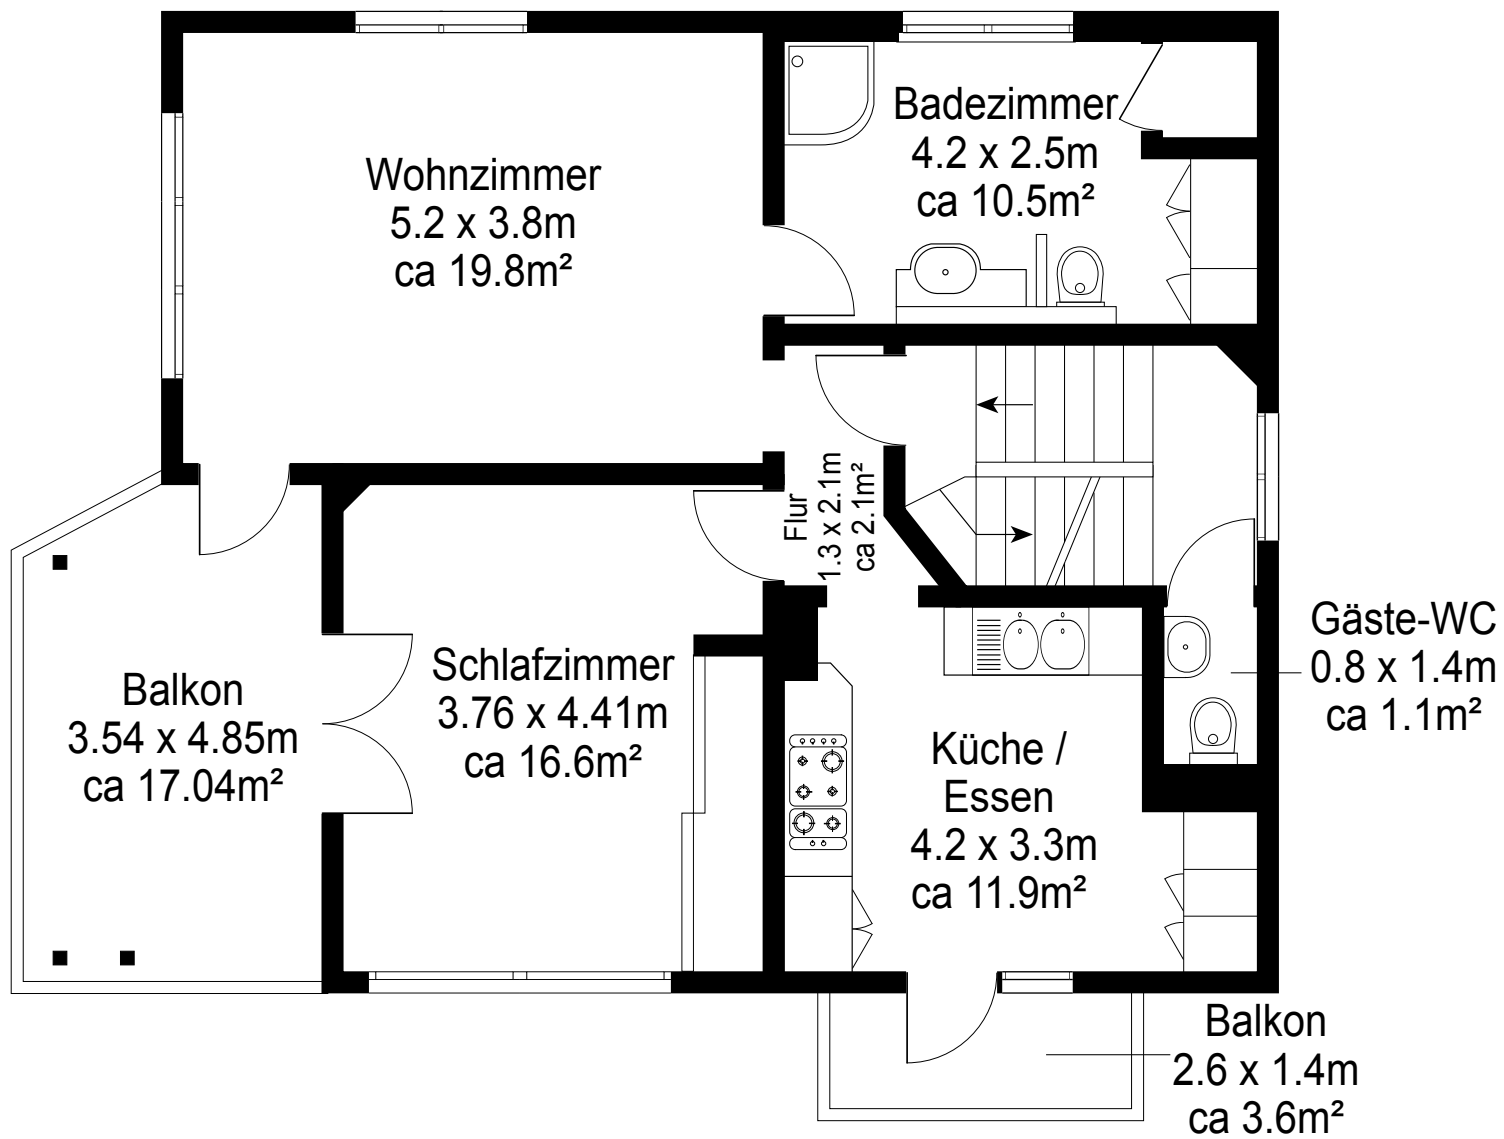 Wohnzimmer
5.2 x 3.8m
ca 19.8m²
Badezimmer
4.2 x 2.5m
ca 10.5m²
Flur
1.3 x 2.1m
ca 2.1m²
Balkon
3.54 x 4.85m
ca 17.04m²
Schlafzimmer
3.76 x 4.41m
ca 16.6m²
Küche /
Essen
4.2 x 3.3m
ca 11.9m²
Gäste-WC
0.8 x 1.4m
ca 1.1m²
Balkon
2.6 x 1.4m
ca 3.6m²